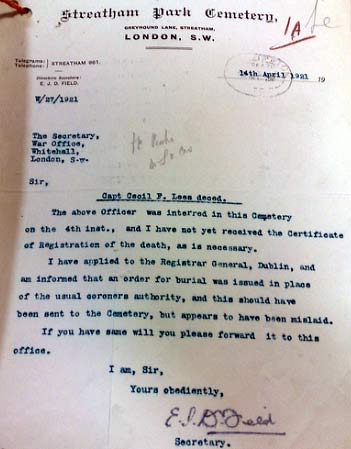 Streatham Park Cemetery,
GREYHOUND LANE, STREATHAM,
LONDON, S.W.
1A
Telegrams:
Telephone: STREATHAM 961.
Directing Secretary:
E. J. D. FIELD.
14th April 1921 19
W/27/1921
The Secretary,
War Office,
Whitehall,
London, S.W.
Sir,
Capt Cecil F. Lees deced.
The above Officer was interred in this Cemetery
on the 4th inst., and I have not yet received the Certificate
of Registration of the death, as is necessary.
I have applied to the Registrar General, Dublin, and
am informed that an order for burial was issued in place
of the usual coroners authority, and this should have
been sent to the Cemetery, but appears to have been mislaid.
If you have same will you please forward it to this
office.
I am, Sir,
Yours obediently,
E. J. D. Field
Secretary.